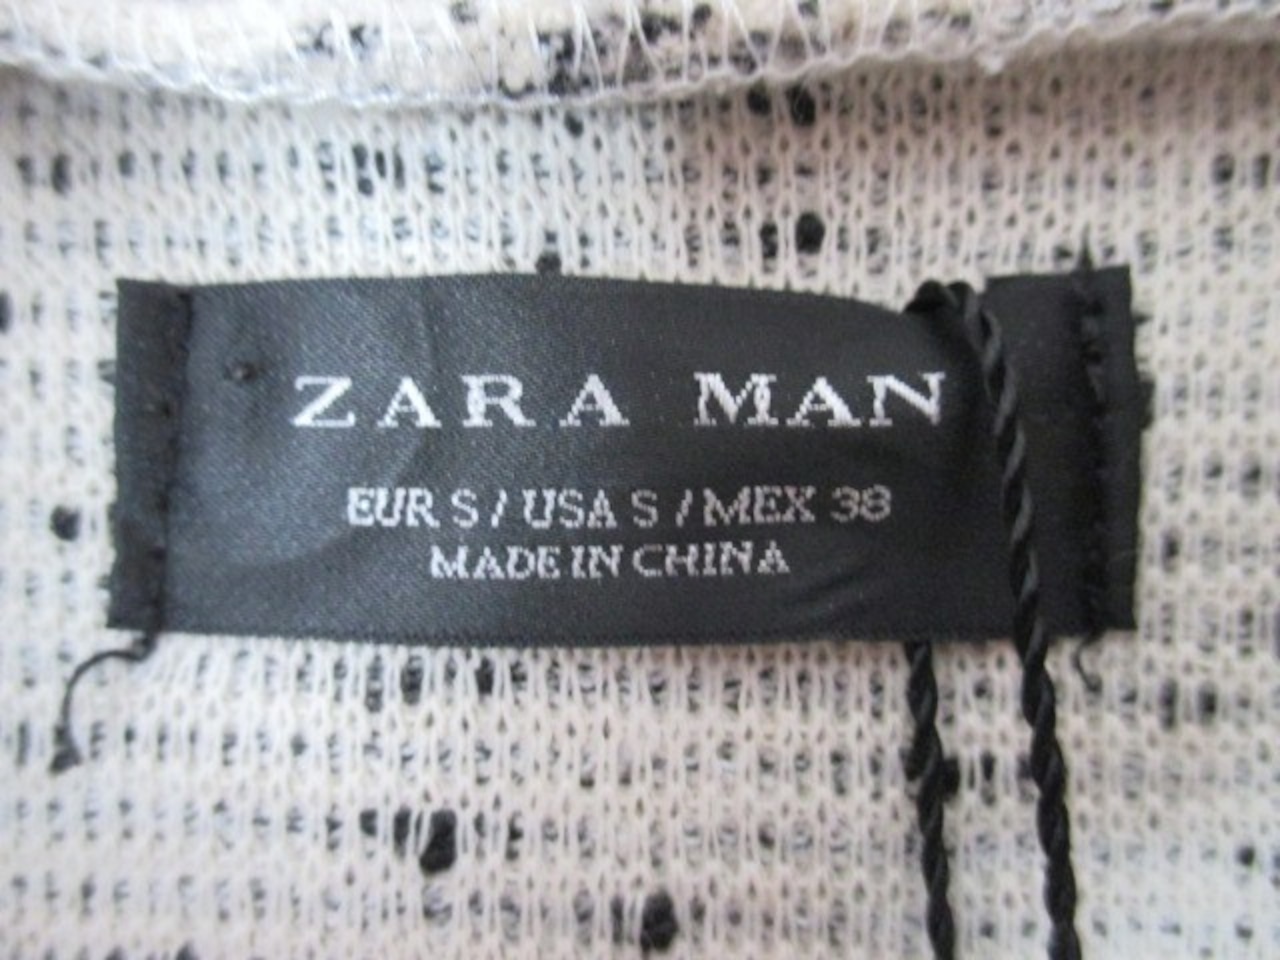 ZARA MAN
EUR S / USA S / MEX 38
MADE IN CHINA